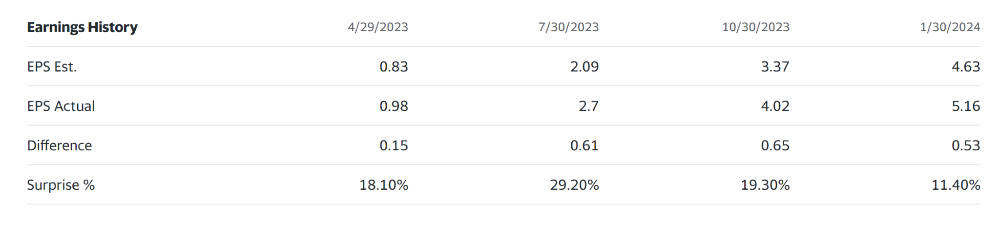 Earnings History 4/29/2023 7/30/2023 10/30/2023 1/30/2024
EPS Est. 0.83 2.09 3.37 4.63
EPS Actual 0.98 2.7 4.02 5.16
Difference 0.15 0.61 0.65 0.53
Surprise % 18.10% 29.20% 19.30% 11.40%